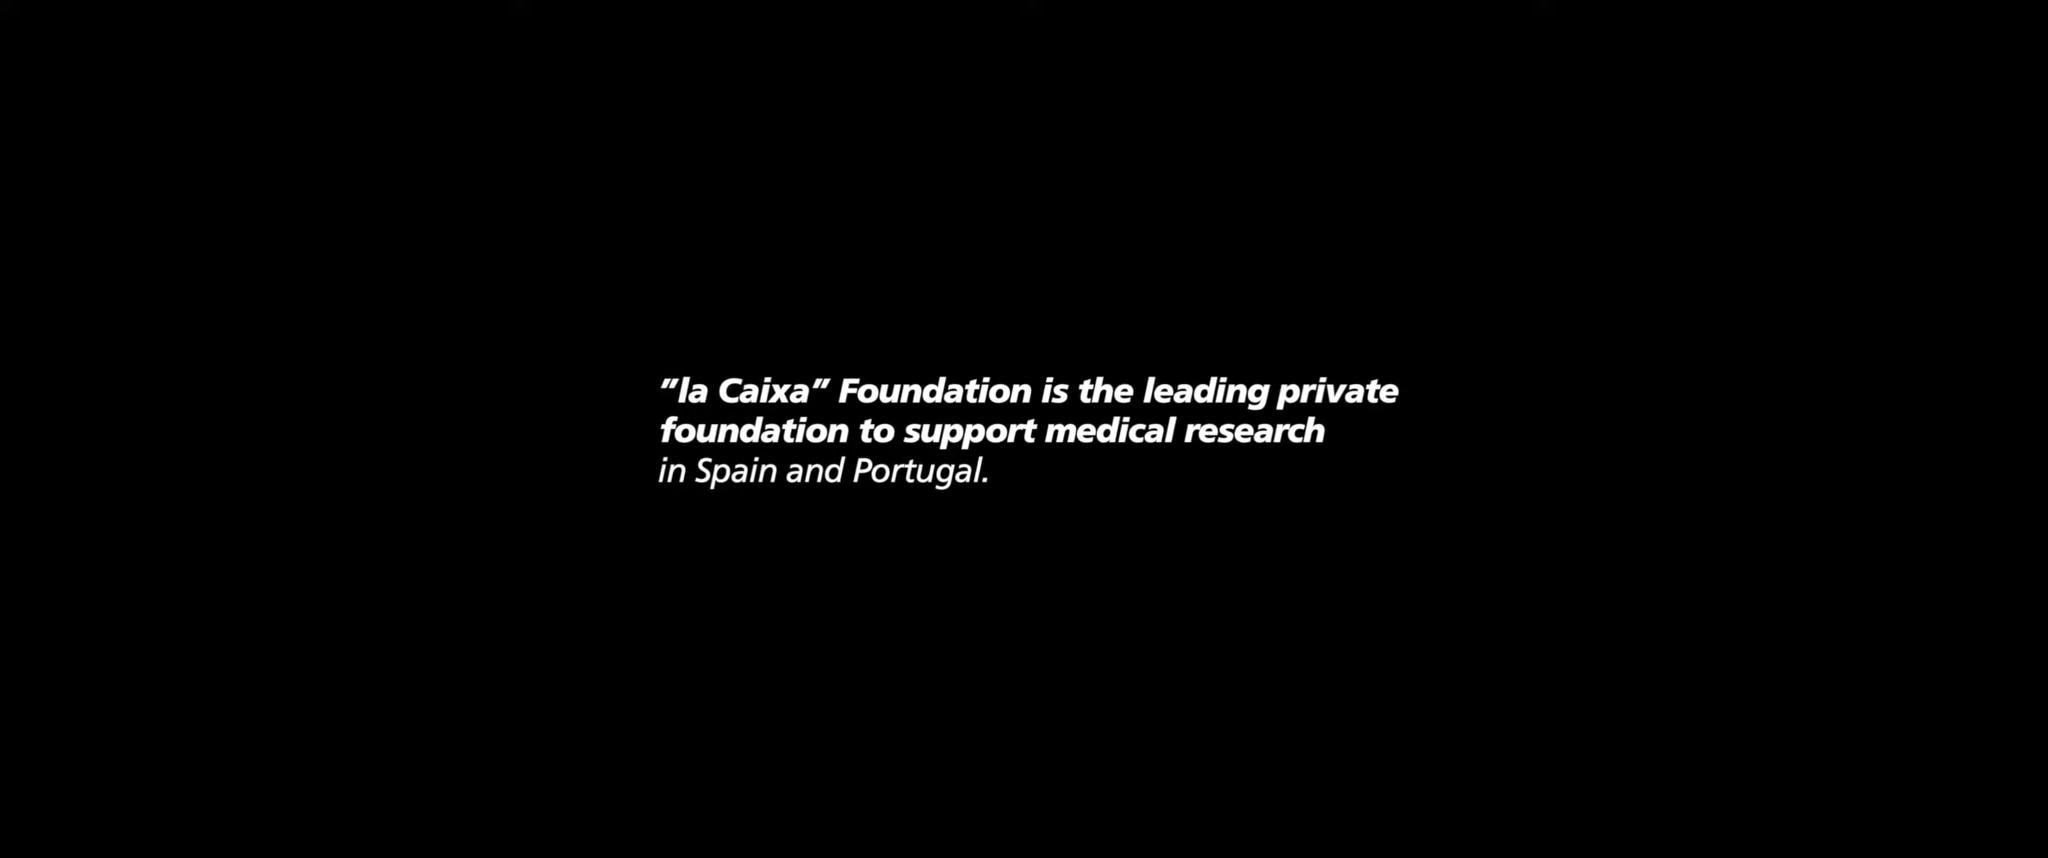 "la Caixa" Foundation is the leading private
foundation to support medical research
in Spain and Portugal.